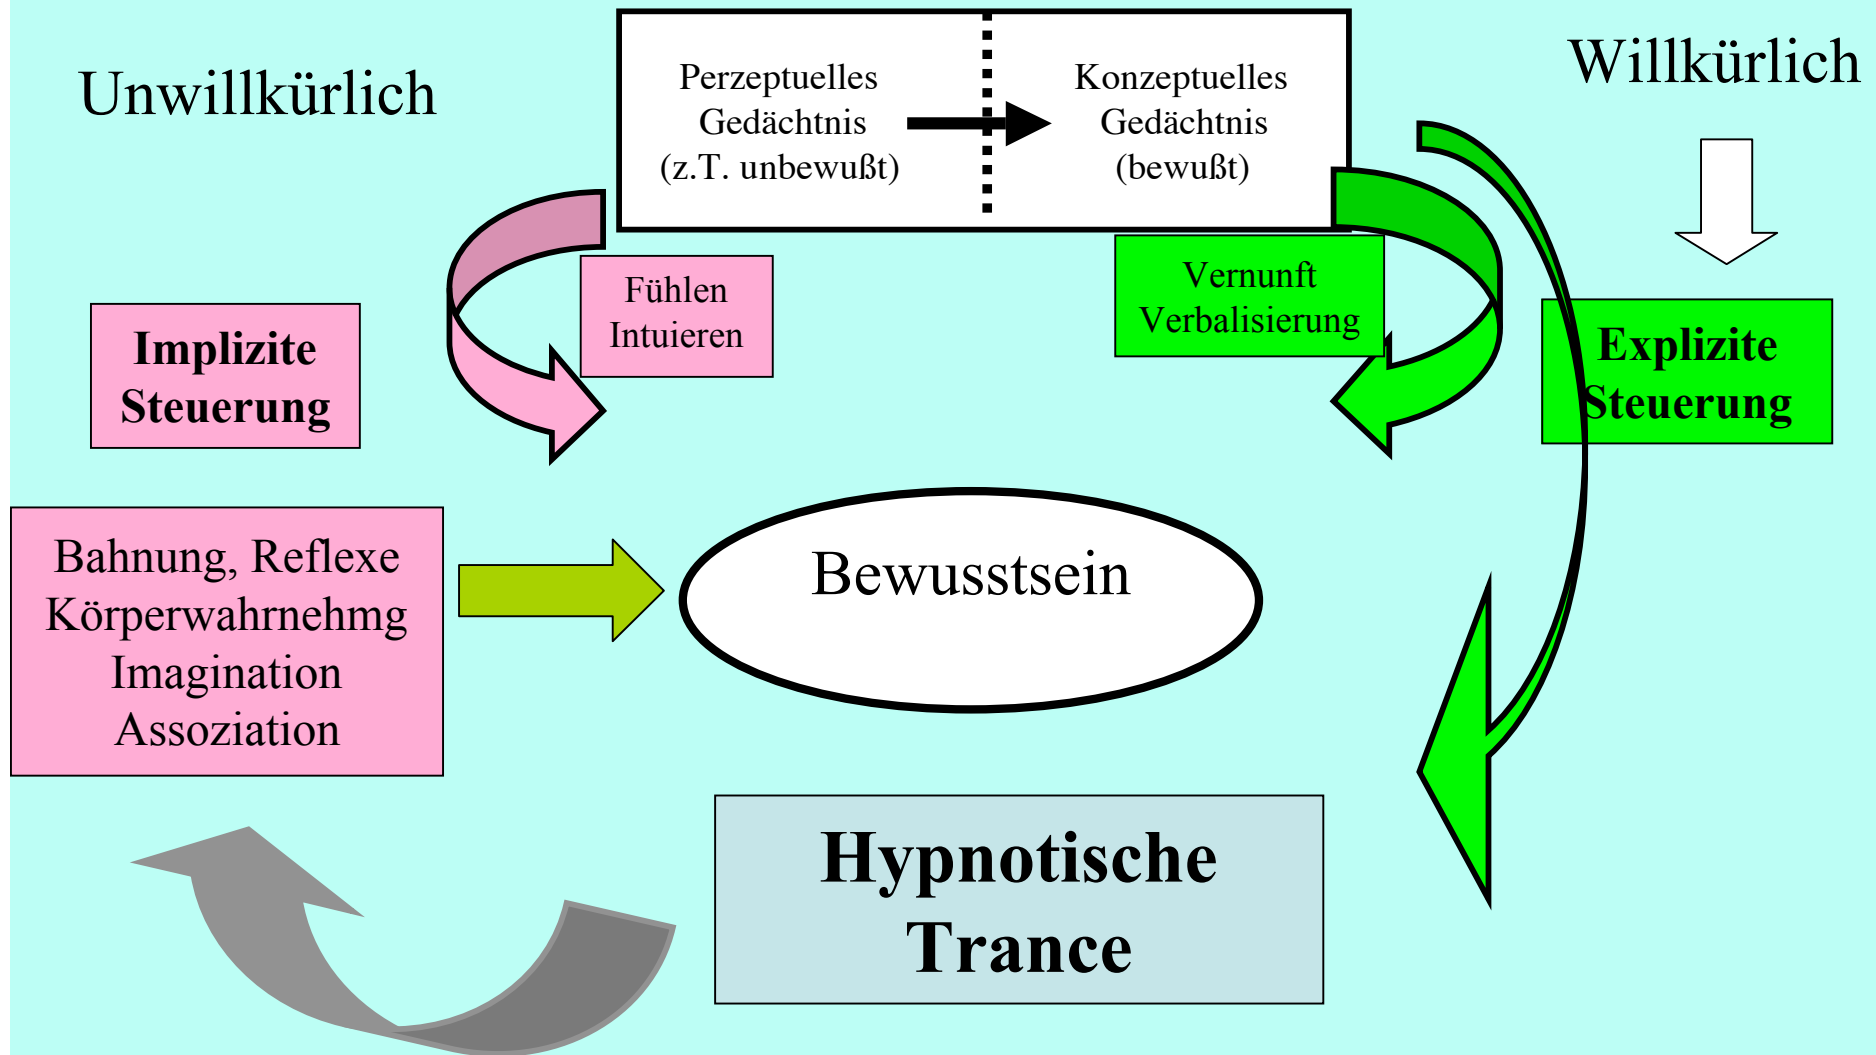 Unwillkürlich
Perzeptuelles
Gedächtnis
(z.T. unbewußt)
Konzeptuelles
Gedächtnis
(bewußt)
Willkürlich
Fühlen
Intuieren
Vernunft
Verbalisierung
Implizite
Steuerung
Explizite
Steuerung
Bahnung, Reflexe
Körperwahrnehmg
Imagination
Assoziation
Bewusstsein
Hypnotische
Trance